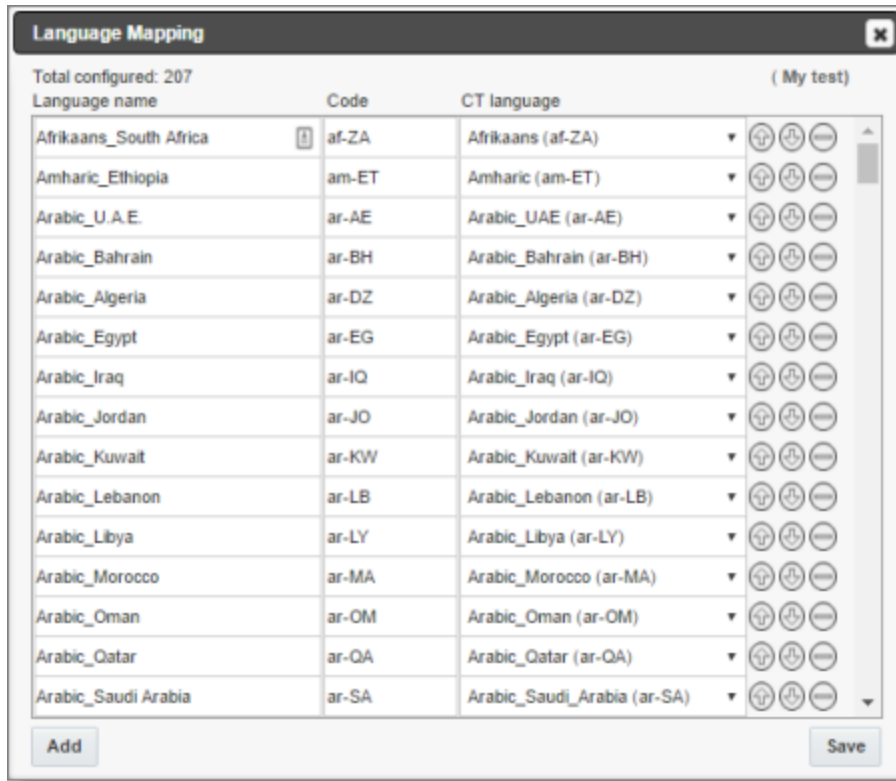 Language Mapping
Total configured: 207 ( My test)
Language name Code CT language
Afrikaans_South Africa af-ZA Afrikaans (af-ZA)
Amharic_Ethiopia am-ET Amharic (am-ET)
Arabic_U.A.E. ar-AE Arabic_UAE (ar-AE)
Arabic_Bahrain ar-BH Arabic_Bahrain (ar-BH)
Arabic_Algeria ar-DZ Arabic_Algeria (ar-DZ)
Arabic_Egypt ar-EG Arabic_Egypt (ar-EG)
Arabic_Iraq ar-IQ Arabic_Iraq (ar-IQ)
Arabic_Jordan ar-JO Arabic_Jordan (ar-JO)
Arabic_Kuwait ar-KW Arabic_Kuwait (ar-KW)
Arabic_Lebanon ar-LB Arabic_Lebanon (ar-LB)
Arabic_Libya ar-LY Arabic_Libya (ar-LY)
Arabic_Morocco ar-MA Arabic_Morocco (ar-MA)
Arabic_Oman ar-OM Arabic_Oman (ar-OM)
Arabic_Qatar ar-QA Arabic_Qatar (ar-QA)
Arabic_Saudi Arabia ar-SA Arabic_Saudi_Arabia (ar-SA)
Add Save